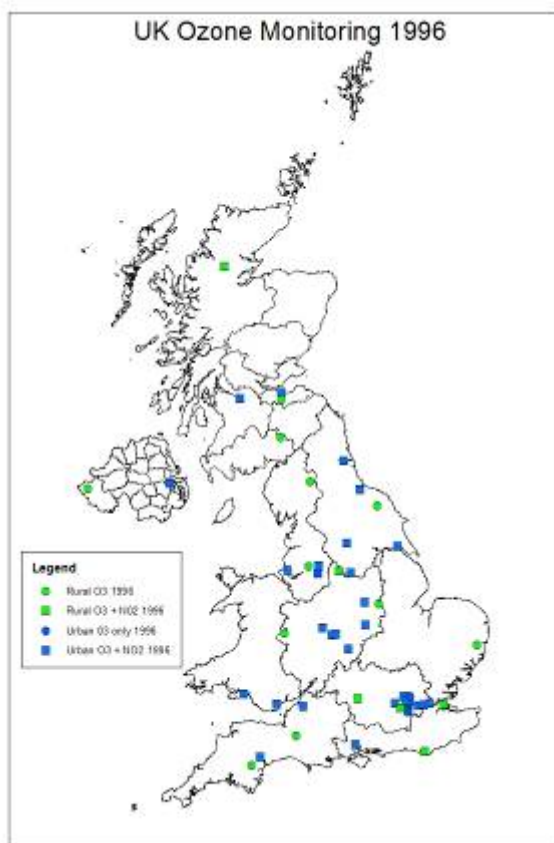 UK Ozone Monitoring 1996
Legend
Rural O3 1996
Rural O3 + NO2 1996
Urban O3 only 1996
Urban O3 + NO2 1996